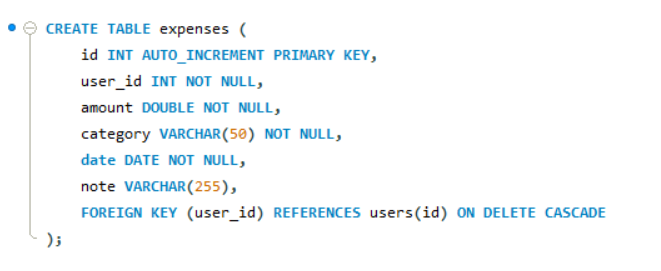 CREATE TABLE expenses (
    id INT AUTO_INCREMENT PRIMARY KEY,
    user_id INT NOT NULL,
    amount DOUBLE NOT NULL,
    category VARCHAR(50) NOT NULL,
    date DATE NOT NULL,
    note VARCHAR(255),
    FOREIGN KEY (user_id) REFERENCES users(id) ON DELETE CASCADE
);